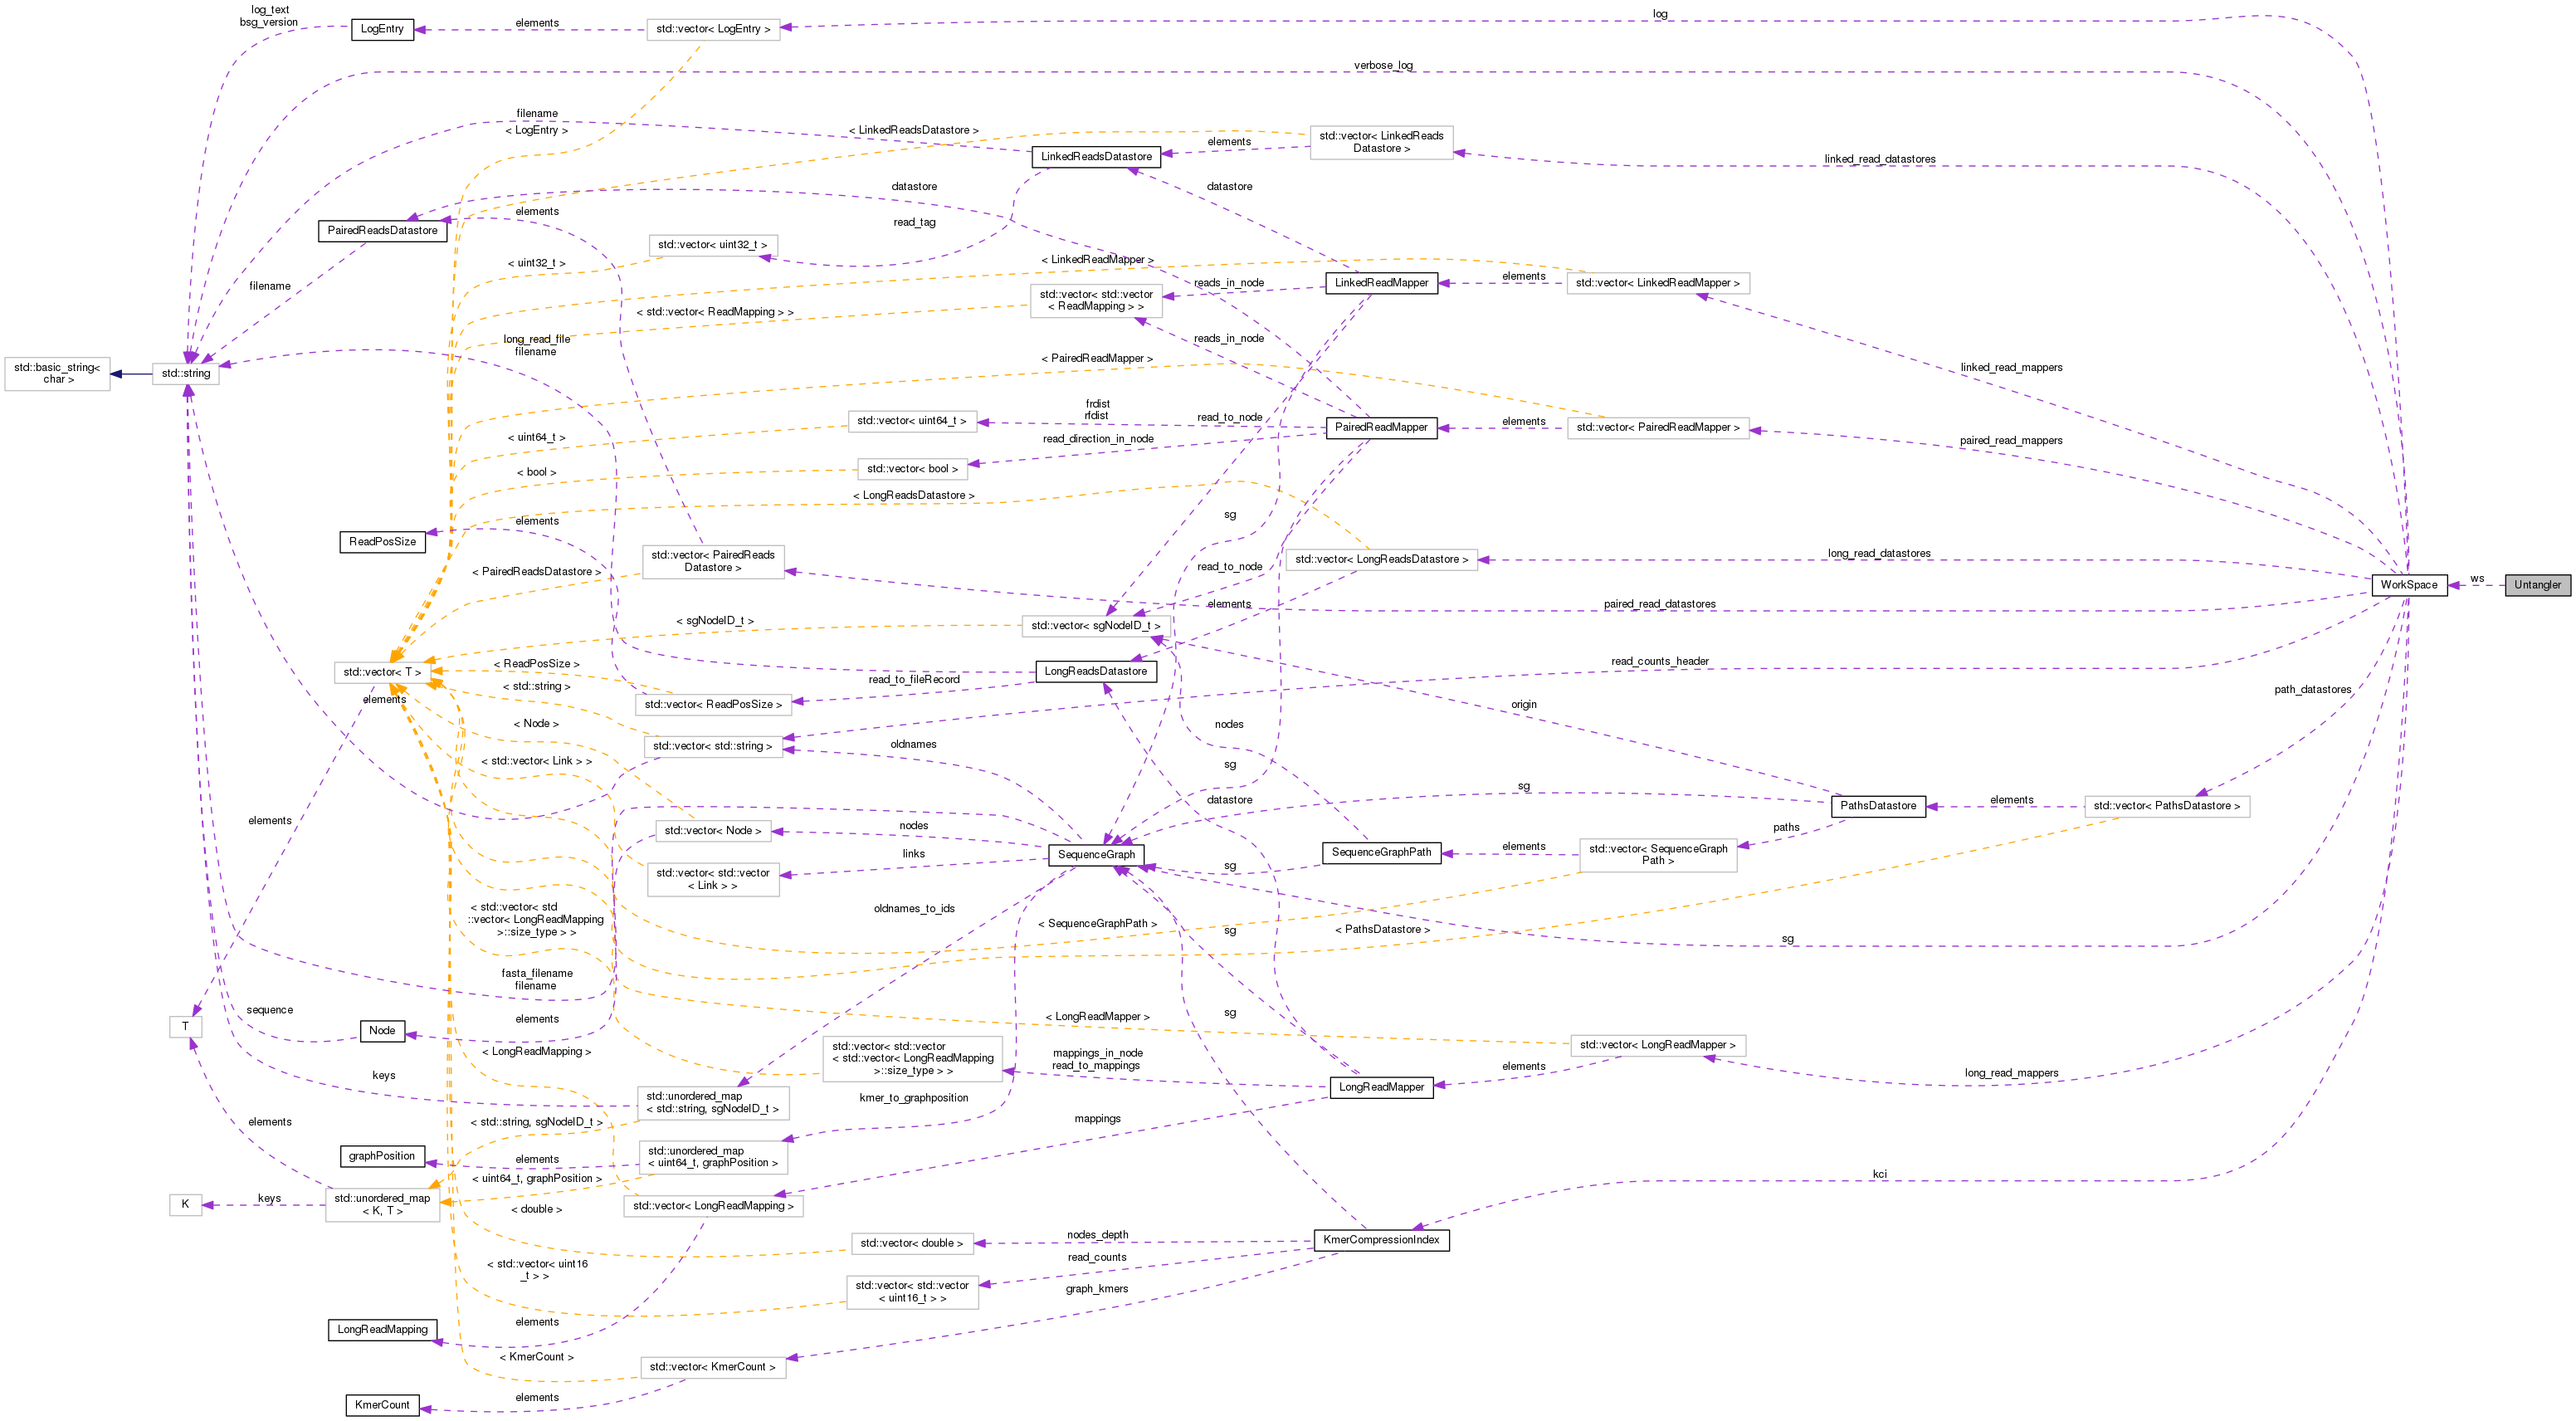 log_text
bsg_version
LogEntry
elements
std::vector< LogEntry >
log
verbose_log
filename
< LogEntry >
< LinkedReadsDatastore >
std::vector< LinkedReads
Datastore >
elements
LinkedReadsDatastore
linked_read_datastores
datastore
datastore
elements
read_tag
PairedReadsDatastore
std::vector< uint32_t >
< uint32_t >
< LinkedReadMapper >
filename
reads_in_node
LinkedReadMapper
elements
std::vector< LinkedReadMapper >
std::vector< std::vector
< ReadMapping > >
< std::vector< ReadMapping > >
long_read_file
filename
reads_in_node
< PairedReadMapper >
linked_read_mappers
std::basic_string<
char >
std::string
frdist
rfdist
read_to_node
std::vector< uint64_t >
PairedReadMapper
elements
std::vector< PairedReadMapper >
< uint64_t >
read_direction_in_node
paired_read_mappers
< bool >
std::vector< bool >
< LongReadsDatastore >
elements
sg
ReadPosSize
std::vector< PairedReads
Datastore >
std::vector< LongReadsDatastore >
long_read_datastores
< PairedReadsDatastore >
read_to_node
WorkSpace
ws
Untangler
elements
paired_read_datastores
< sgNodeID_t >
std::vector< sgNodeID_t >
std::vector< T >
< ReadPosSize >
LongReadsDatastore
read_counts_header
read_to_fileRecord
elements
< std::string >
std::vector< ReadPosSize >
origin
path_datastores
< Node >
nodes
std::vector< std::string >
oldnames
< std::vector< Link > >
sg
elements
datastore
sg
PathsDatastore
elements
std::vector< PathsDatastore >
std::vector< Node >
nodes
paths
links
SequenceGraph
SequenceGraphPath
elements
std::vector< SequenceGraph
Path >
sg
std::vector< std::vector
< Link > >
< std::vector< std
::vector< LongReadMapping
>::size_type > >
oldnames_to_ids
< SequenceGraphPath >
sg
< PathsDatastore >
sg
fasta_filename
filename
sequence
T
Node
elements
sg
< LongReadMapper >
std::vector< LongReadMapper >
< LongReadMapping >
std::vector< std::vector
< std::vector< LongReadMapping
>::size_type > >
mappings_in_node
read_to_mappings
elements
LongReadMapper
long_read_mappers
keys
std::unordered_map
< std::string, sgNodeID_t >
kmer_to_graphposition
elements
< std::string, sgNodeID_t >
mappings
graphPosition
elements
std::unordered_map
< uint64_t, graphPosition >
< uint64_t, graphPosition >
kci
K
keys
std::unordered_map
< K, T >
std::vector< LongReadMapping >
< double >
std::vector< double >
nodes_depth
KmerCompressionIndex
< std::vector< uint16
_t > >
read_counts
std::vector< std::vector
< uint16_t > >
graph_kmers
LongReadMapping
elements
< KmerCount >
std::vector< KmerCount >
KmerCount
elements